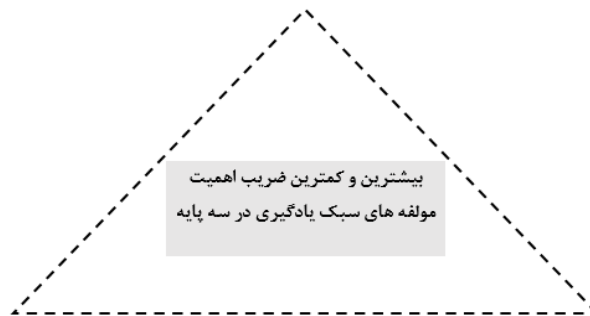 بیشترین و کمترین ضریب اهمیت
مولفه های سبک یادگیری در سه پایه